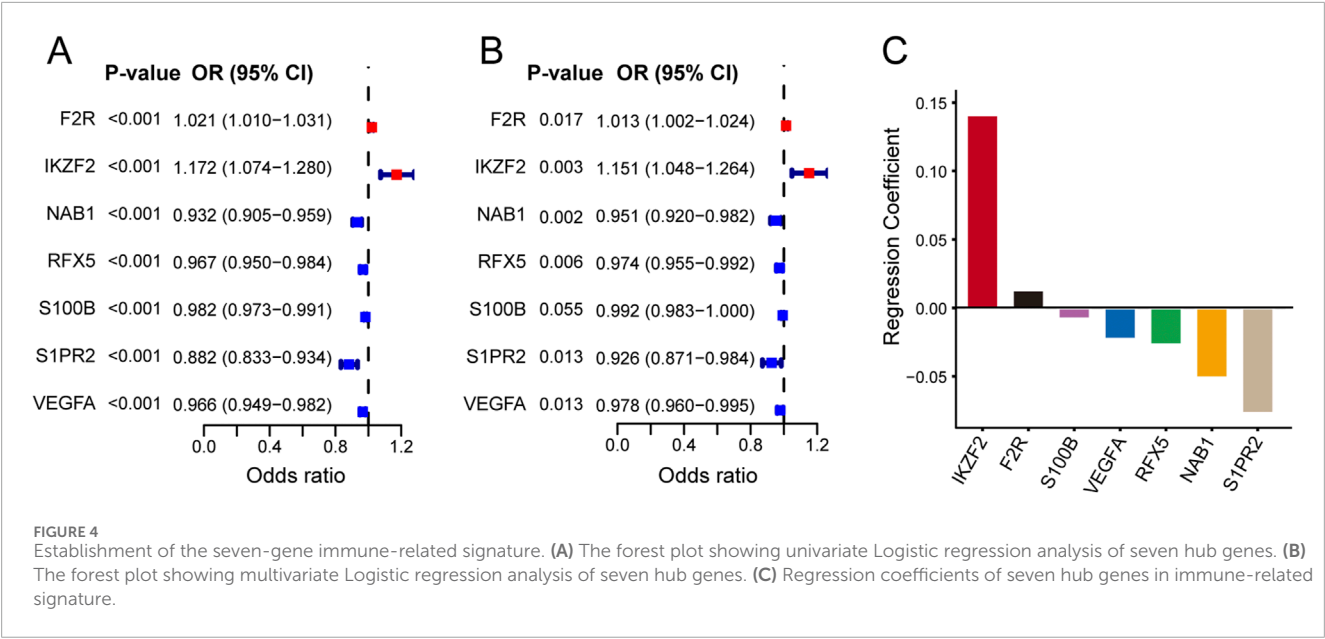 A
P-value OR (95% CI)
F2R <0.001 1.021 (1.010−1.031)
IKZF2 <0.001 1.172 (1.074−1.280)
NAB1 <0.001 0.932 (0.905−0.959)
RFX5 <0.001 0.967 (0.950−0.984)
S100B <0.001 0.982 (0.973−0.991)
S1PR2 <0.001 0.882 (0.833−0.934)
VEGFA <0.001 0.966 (0.949−0.982)
0.0 0.4 0.8 1.2
Odds ratio
B
P-value OR (95% CI)
F2R 0.017 1.013 (1.002−1.024)
IKZF2 0.003 1.151 (1.048−1.264)
NAB1 0.002 0.951 (0.920−0.982)
RFX5 0.006 0.974 (0.955−0.992)
S100B 0.055 0.992 (0.983−1.000)
S1PR2 0.013 0.926 (0.871−0.984)
VEGFA 0.013 0.978 (0.960−0.995)
0.0 0.4 0.8 1.2
Odds ratio
C
Regression Coefficient
0.15
0.10
0.05
0.00
−0.05
IKZF2 F2R S100B VEGFA RFX5 NAB1 S1PR2
FIGURE 4
Establishment of the seven-gene immune-related signature. (A) The forest plot showing univariate Logistic regression analysis of seven hub genes. (B)
The forest plot showing multivariate Logistic regression analysis of seven hub genes. (C) Regression coefficients of seven hub genes in immune-related
signature.